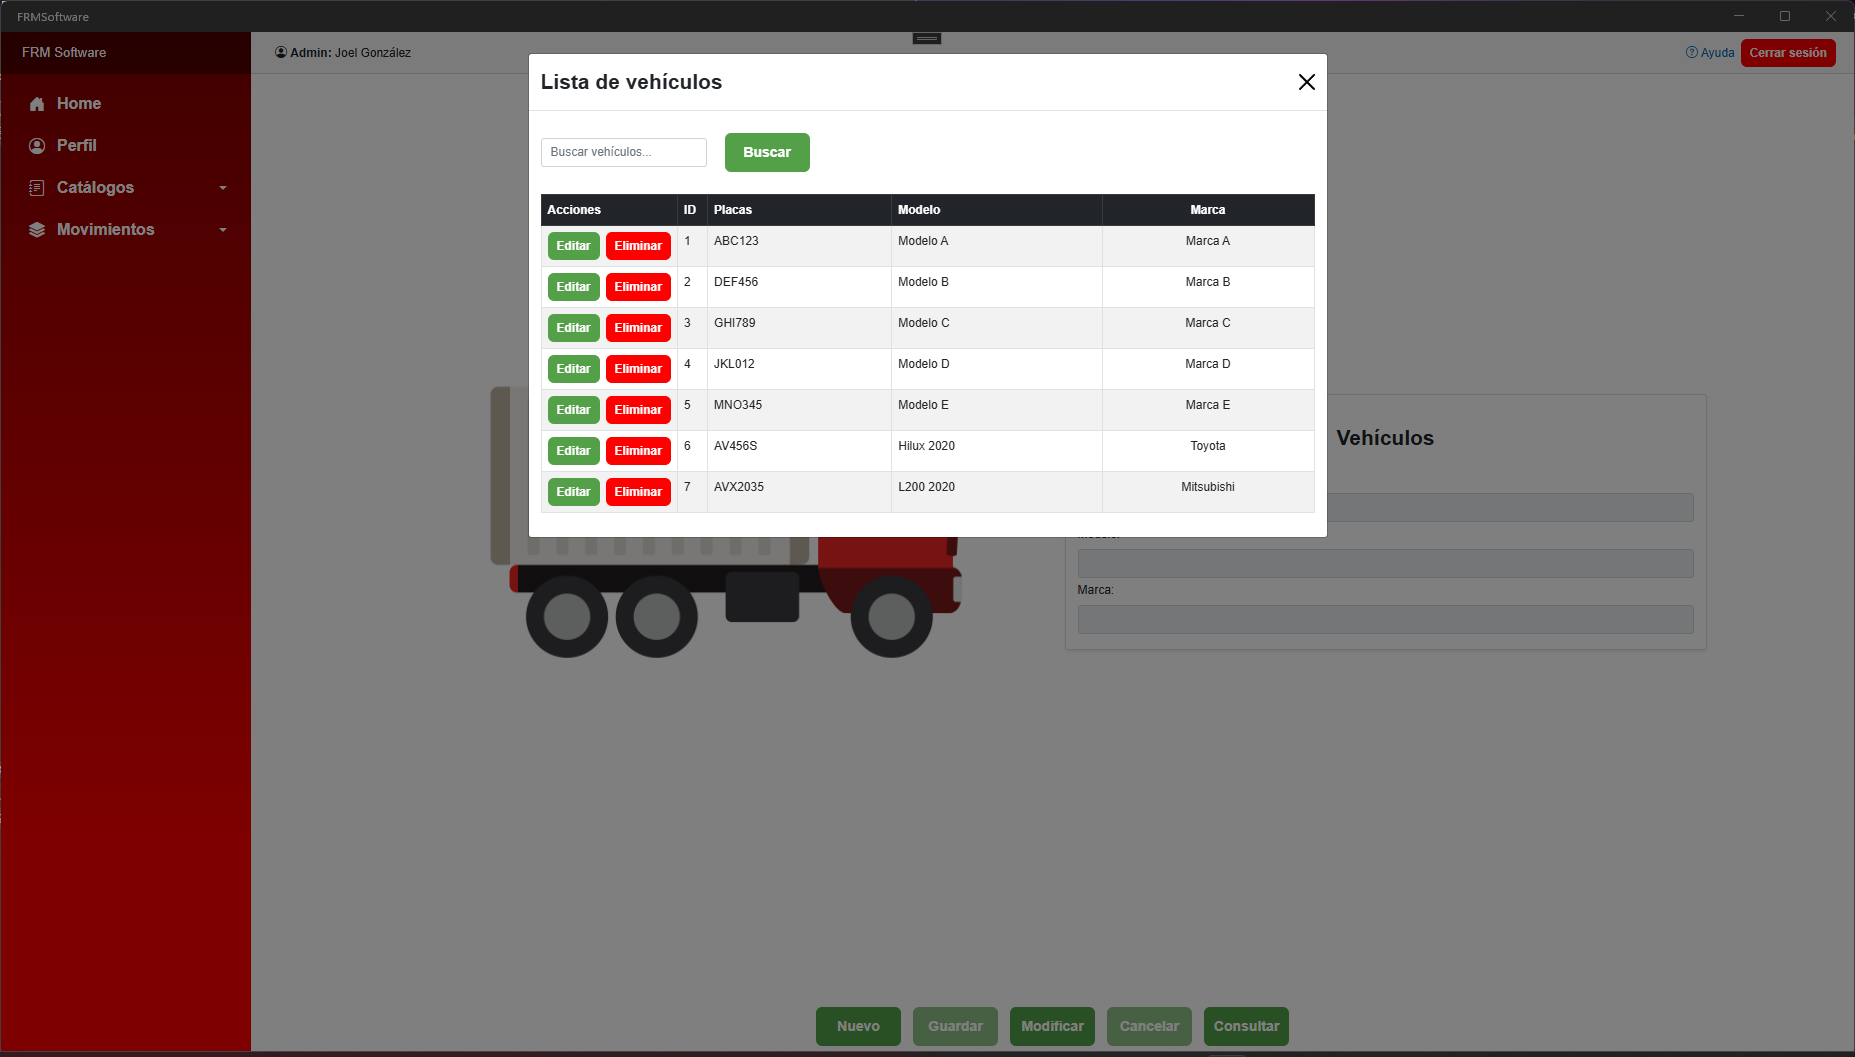 FRMSoftware
FRM Software
Admin: Joel González
Ayuda
Cerrar sesión
Home
Perfil
Catálogos
Movimientos
Lista de vehículos
Buscar vehículos...
Buscar
Acciones ID Placas Modelo Marca
Editar Eliminar 1 ABC123 Modelo A Marca A
Editar Eliminar 2 DEF456 Modelo B Marca B
Editar Eliminar 3 GHI789 Modelo C Marca C
Editar Eliminar 4 JKL012 Modelo D Marca D
Editar Eliminar 5 MNO345 Modelo E Marca E
Editar Eliminar 6 AV456S Hilux 2020 Toyota
Editar Eliminar 7 AVX2035 L200 2020 Mitsubishi
Vehículos
Marca:
Nuevo Guardar Modificar Cancelar Consultar